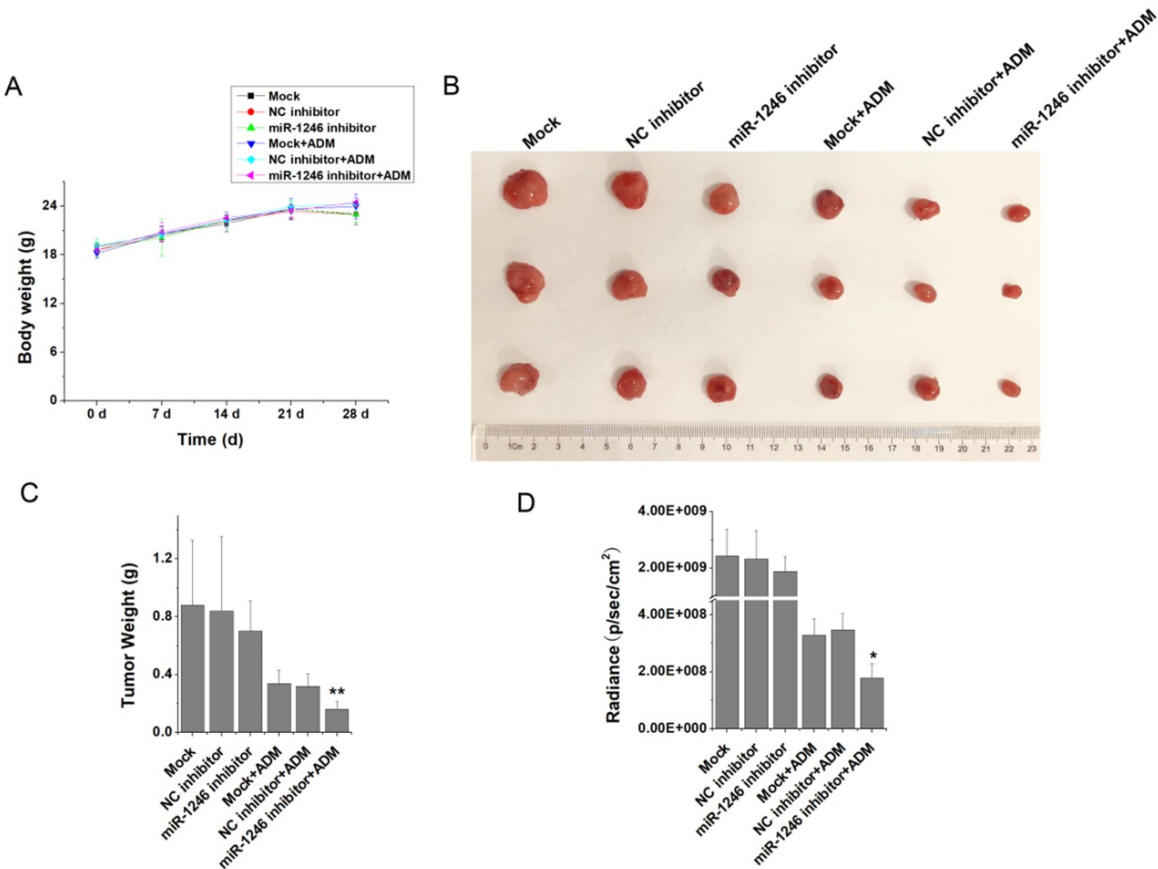 A
Mock
NC inhibitor
miR-1246 inhibitor
Mock+ADM
NC inhibitor+ADM
miR-1246 inhibitor+ADM
Body weight (g)
24
18
12
6
0
0 d 7 d 14 d 21 d 28 d
Time (d)
B
Mock
NC inhibitor
miR-1246 inhibitor
Mock+ADM
NC inhibitor+ADM
miR-1246 inhibitor+ADM
0 10m 2 3 4 5 6 7 8 9 10 11 12 13 14 15 16 17 18 19 20 21 22 23
C
Tumor Weight (g)
1.2
0.8
0.4
0.0
**
Mock
NC inhibitor
miR-1246 inhibitor
Mock+ADM
NC inhibitor+ADM
miR-1246 inhibitor+ADM
D
Radiance (p/sec/cm²)
4.00E+009
2.00E+009
4.00E+008
2.00E+008
0.00E+000
*
Mock
NC inhibitor
miR-1246 inhibitor
Mock+ADM
NC inhibitor+ADM
miR-1246 inhibitor+ADM